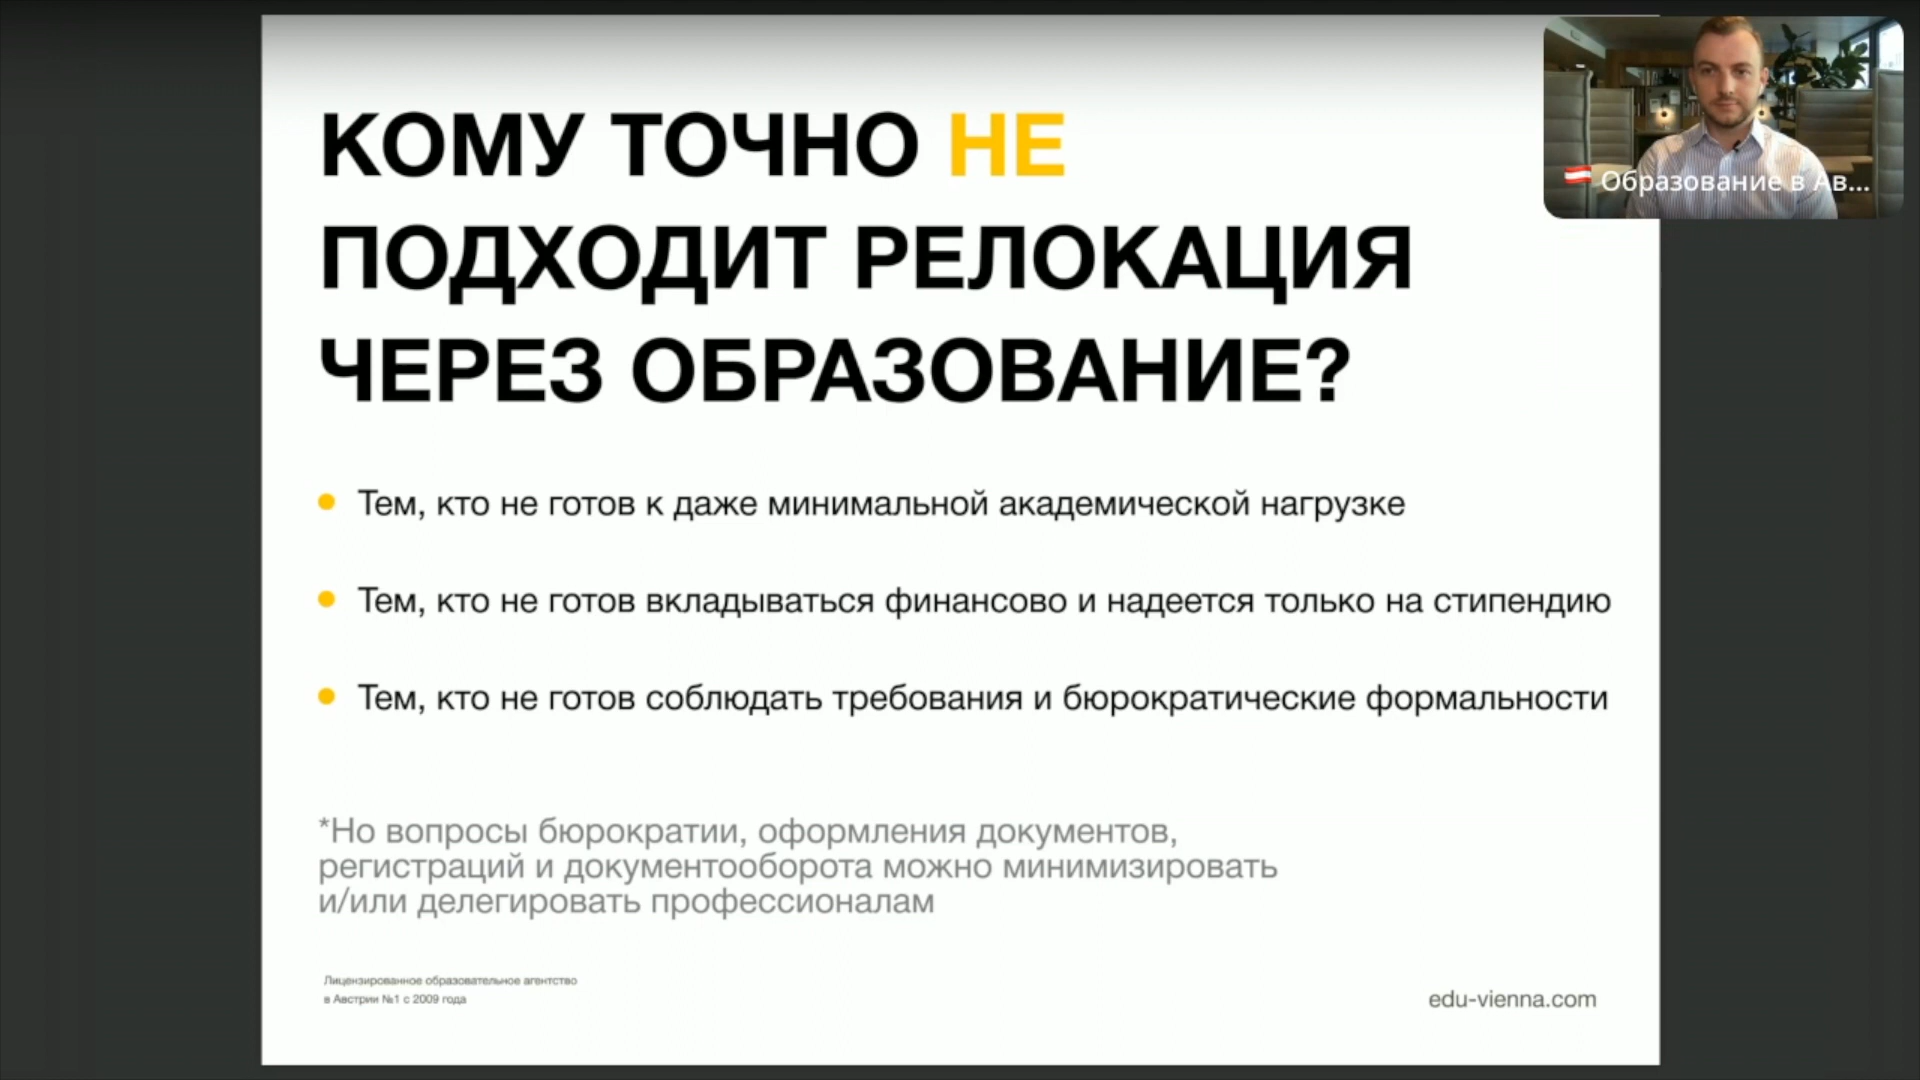 КОМУ ТОЧНО НЕ
ПОДХОДИТ РЕЛОКАЦИЯ
ЧЕРЕЗ ОБРАЗОВАНИЕ?
Образование в Ав...
Тем, кто не готов к даже минимальной академической нагрузке
Тем, кто не готов вкладываться финансово и надеется только на стипендию
Тем, кто не готов соблюдать требования и бюрократические формальности
*Но вопросы бюрократии, оформления документов,
регистраций и документооборота можно минимизировать
и/или делегировать профессионалам
Лицензированное образовательное агентство
в Австрии №1 с 2009 года
edu-vienna.com